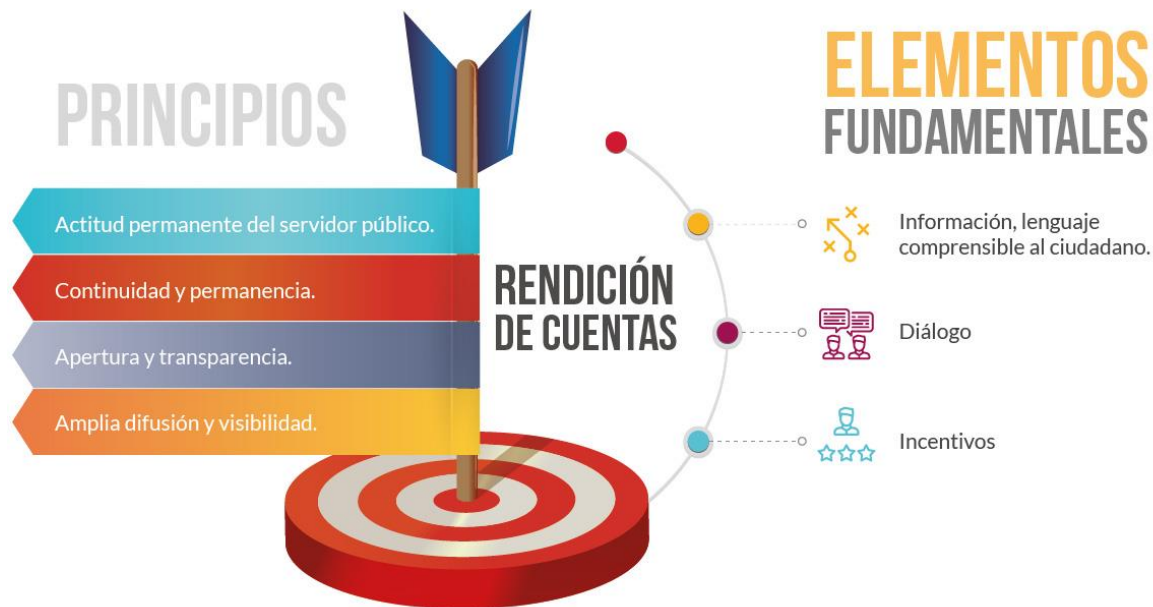 PRINCIPIOS
Actitud permanente del servidor público.
Continuidad y permanencia.
Apertura y transparencia.
Amplia difusión y visibilidad.
RENDICIÓN
DE CUENTAS
ELEMENTOS
FUNDAMENTALES
Información, lenguaje
comprensible al ciudadano.
Diálogo
Incentivos